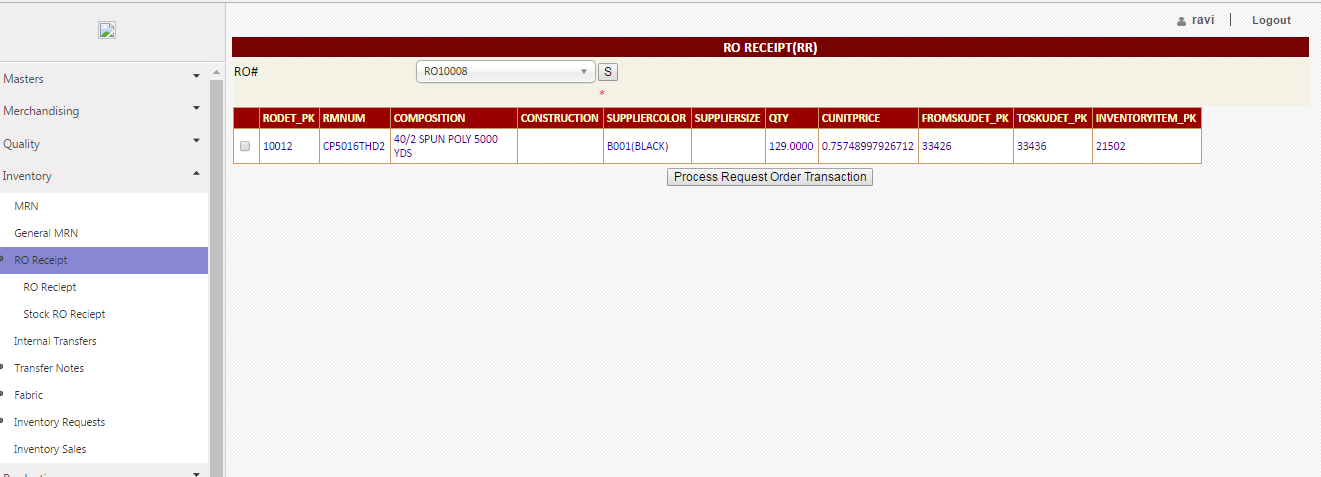 ravi | Logout
RO RECEIPT(RR)
RO# RO10008 S
*
RODET_PK RMNUM COMPOSITION CONSTRUCTION SUPPLIERCOLOR SUPPLIERSIZE QTY CUNITPRICE FROMSKUDET_PK TOSKUDET_PK INVENTORYITEM_PK
10012 CP5016THD2 40/2 SPUN POLY 5000 YDS B001(BLACK) 129.0000 0.75748997926712 33426 33436 21502
Process Request Order Transaction
Masters
Merchandising
Quality
Inventory
MRN
General MRN
RO Receipt
RO Reciept
Stock RO Reciept
Internal Transfers
Transfer Notes
Fabric
Inventory Requests
Inventory Sales